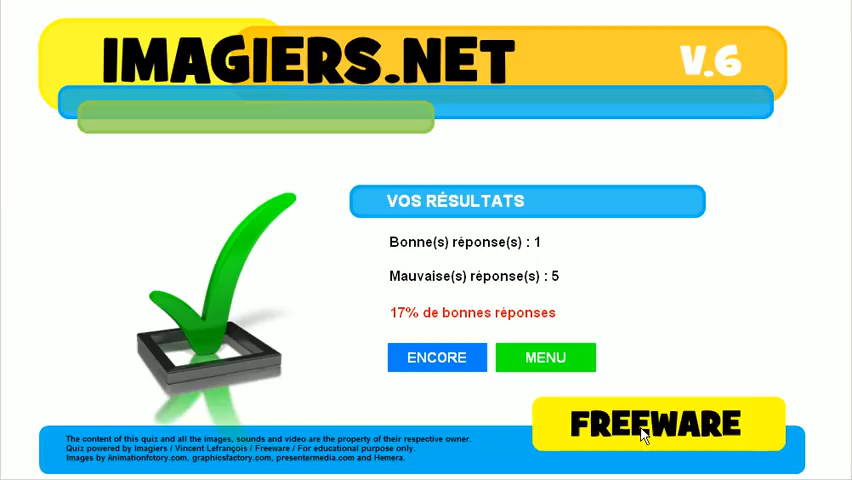 IMAGIERS.NET
V.6
VOS RÉSULTATS
Bonne(s) réponse(s) : 1
Mauvaise(s) réponse(s) : 5
17% de bonnes réponses
ENCORE
MENU
FREEWARE
The content of this quiz and all the images, sounds and video are the property of their respective owner.
Quiz powered by Imagiers / Vincent Lefrançois / Freeware / For educational purpose only.
Images by Animationfctory.com, graphicsfactory.com, presentermedia.com and Hemera.